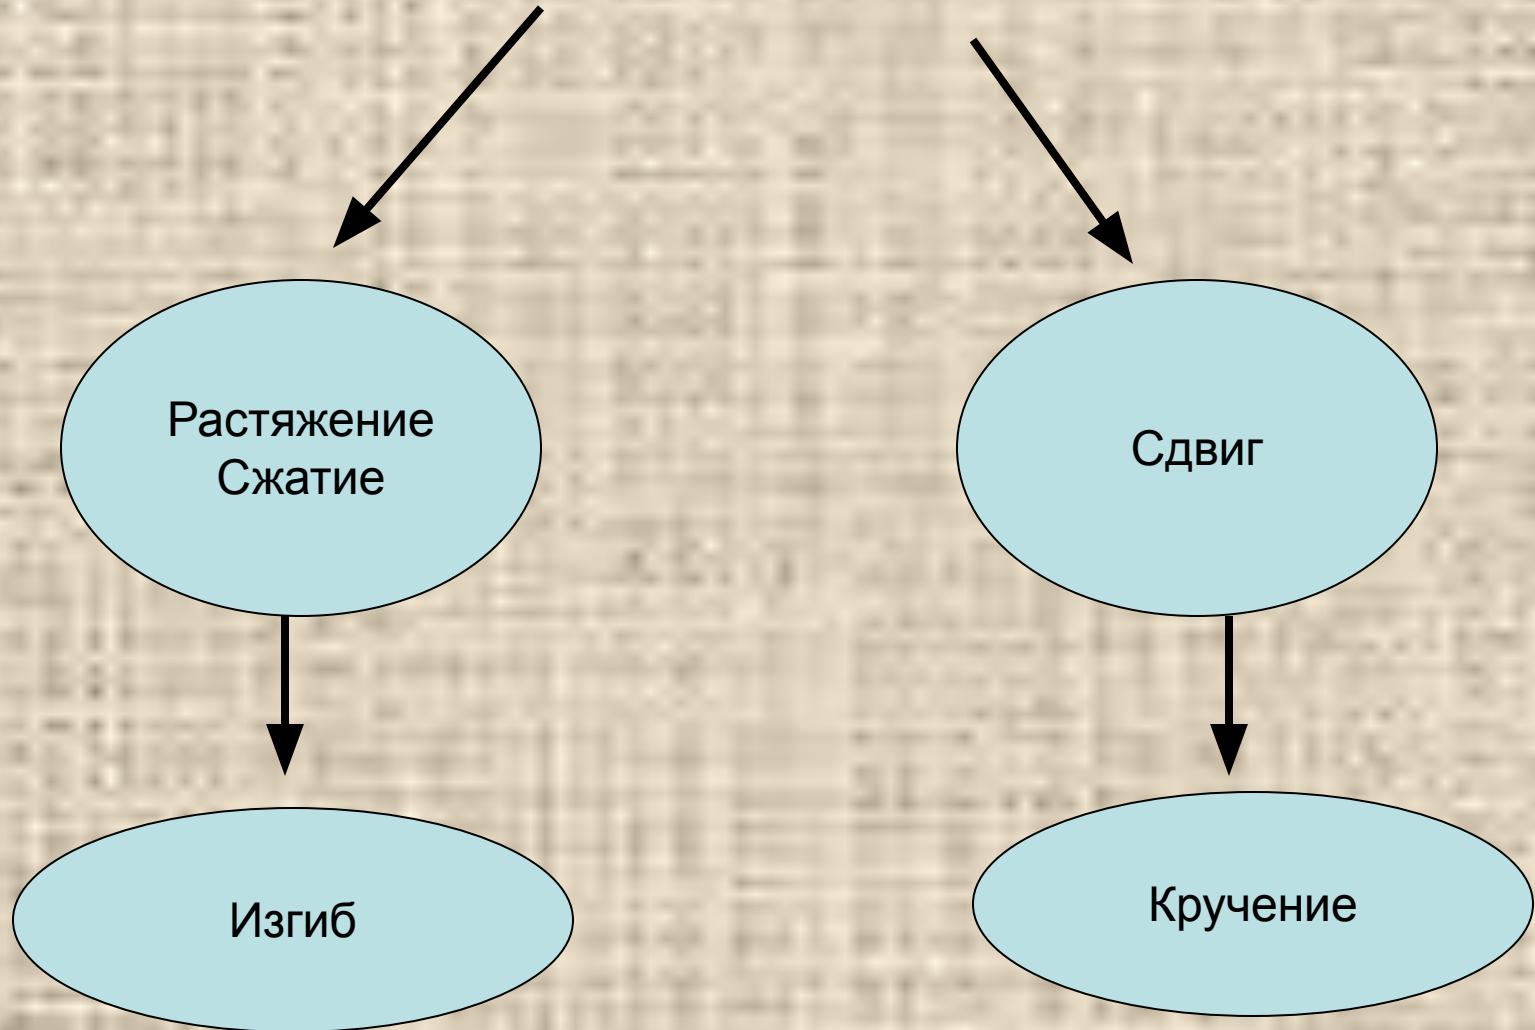 Растяжение
Сжатие
Сдвиг
Изгиб
Кручение